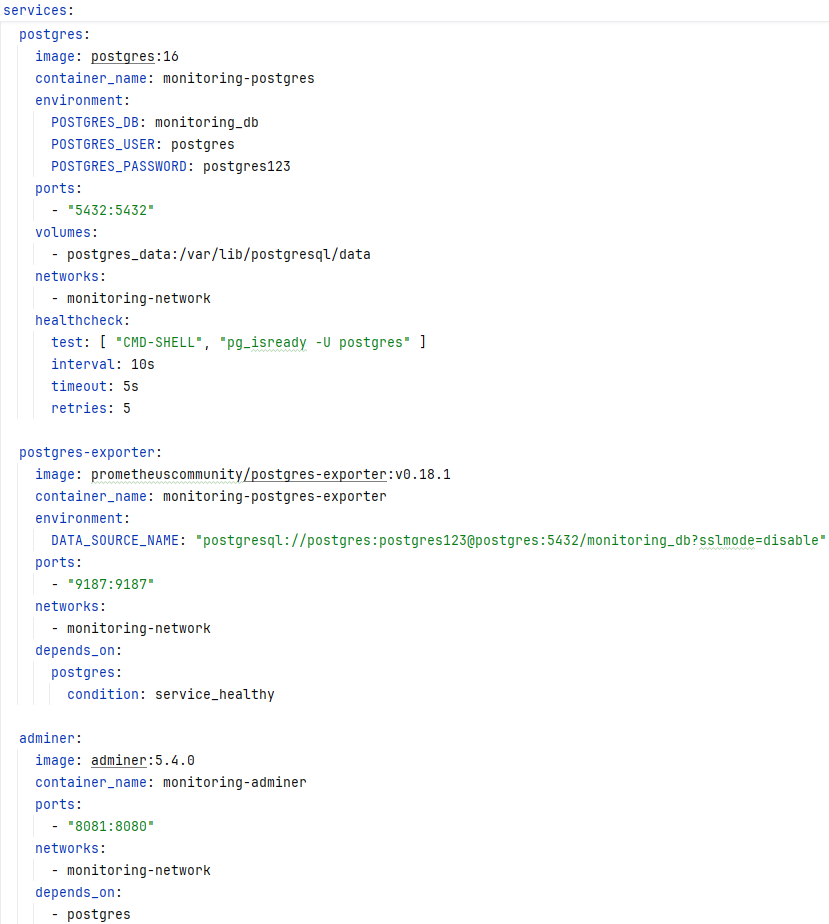 services:
  postgres:
    image: postgres:16
    container_name: monitoring-postgres
    environment:
      POSTGRES_DB: monitoring_db
      POSTGRES_USER: postgres
      POSTGRES_PASSWORD: postgres123
    ports:
      - "5432:5432"
    volumes:
      - postgres_data:/var/lib/postgresql/data
    networks:
      - monitoring-network
    healthcheck:
      test: [ "CMD-SHELL", "pg_isready -U postgres" ]
      interval: 10s
      timeout: 5s
      retries: 5

  postgres-exporter:
    image: prometheuscommunity/postgres-exporter:v0.18.1
    container_name: monitoring-postgres-exporter
    environment:
      DATA_SOURCE_NAME: "postgresql://postgres:postgres123@postgres:5432/monitoring_db?sslmode=disable"
    ports:
      - "9187:9187"
    networks:
      - monitoring-network
    depends_on:
      postgres:
        condition: service_healthy

  adminer:
    image: adminer:5.4.0
    container_name: monitoring-adminer
    ports:
      - "8081:8080"
    networks:
      - monitoring-network
    depends_on:
      - postgres